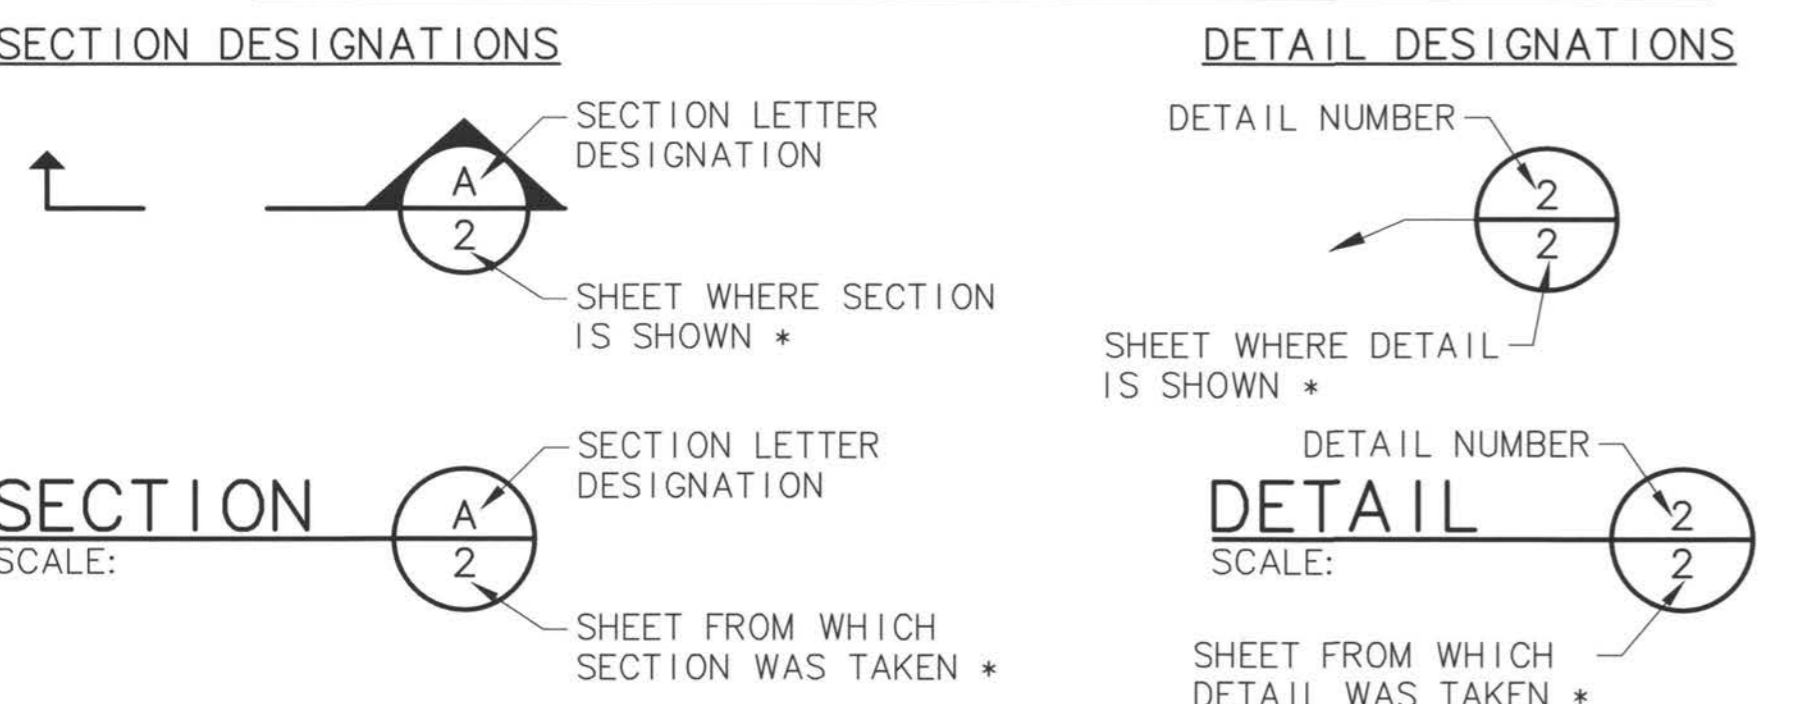 SECTION DESIGNATIONS
SECTION LETTER
DESIGNATION
A
2
SHEET WHERE SECTION
IS SHOWN *
SECTION LETTER
DESIGNATION
SECTION
A
SCALE:
2
SHEET FROM WHICH
SECTION WAS TAKEN *
DETAIL DESIGNATIONS
DETAIL NUMBER
2
2
SHEET WHERE DETAIL
IS SHOWN *
DETAIL NUMBER
DETAIL
2
SCALE:
2
SHEET FROM WHICH
DETAIL WAS TAKEN *